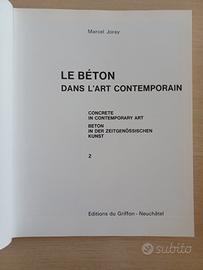 Marcel Joray
LE BÉTON
DANS L'ART CONTEMPORAIN
CONCRETE
IN CONTEMPORARY ART
BETON
IN DER ZEITGENÖSSISCHEN
KUNST
2
Editions du Griffon - Neuchâtel
subito